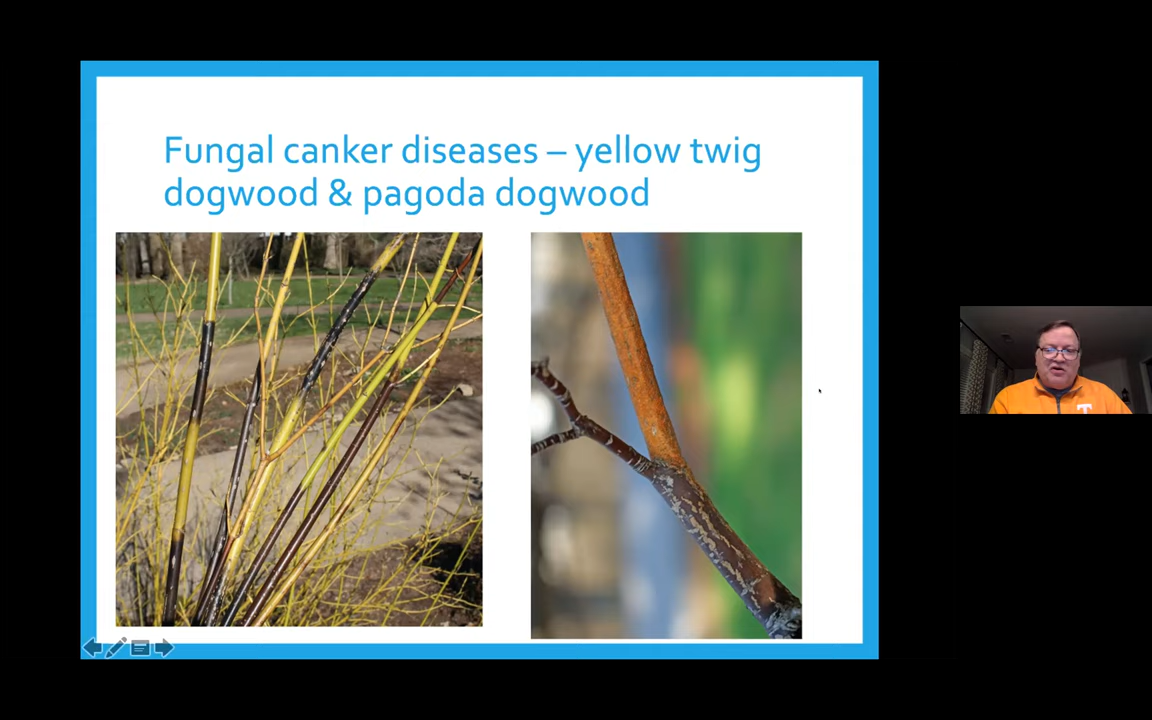 Fungal canker diseases – yellow twig
dogwood & pagoda dogwood
T